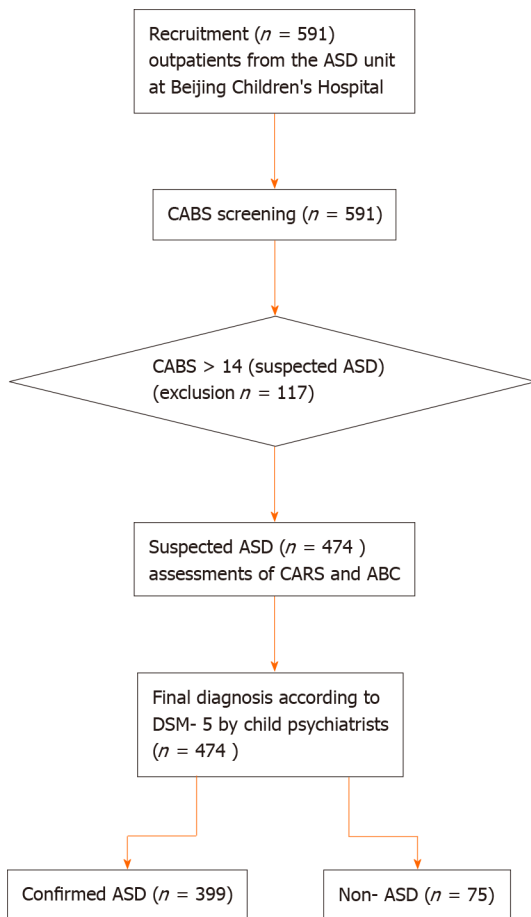 Recruitment (n = 591)
outpatients from the ASD unit
at Beijing Children's Hospital
CABS screening (n = 591)
CABS > 14 (suspected ASD)
(exclusion n = 117)
Suspected ASD (n = 474 )
assessments of CARS and ABC
Final diagnosis according to
DSM- 5 by child psychiatrists
(n = 474 )
Confirmed ASD (n = 399)
Non- ASD (n = 75)